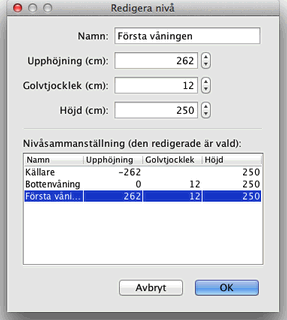 Redigera nivå
Namn: Första våningen
Upphöjning (cm): 262
Golvtjocklek (cm): 12
Höjd (cm): 250
Nivåsammanställning (den redigerade är vald):
Namn Upphöjning Golvtjocklek Höjd
Källare -262 250
Bottenvåning 0 12 250
Första våni... 262 12 250
Avbryt OK